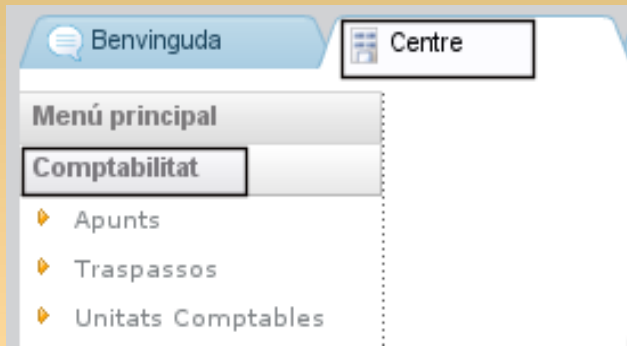 Benvinguda
Centre
Menú principal
Comptabilitat
Apunts
Traspassos
Unitats Comptables